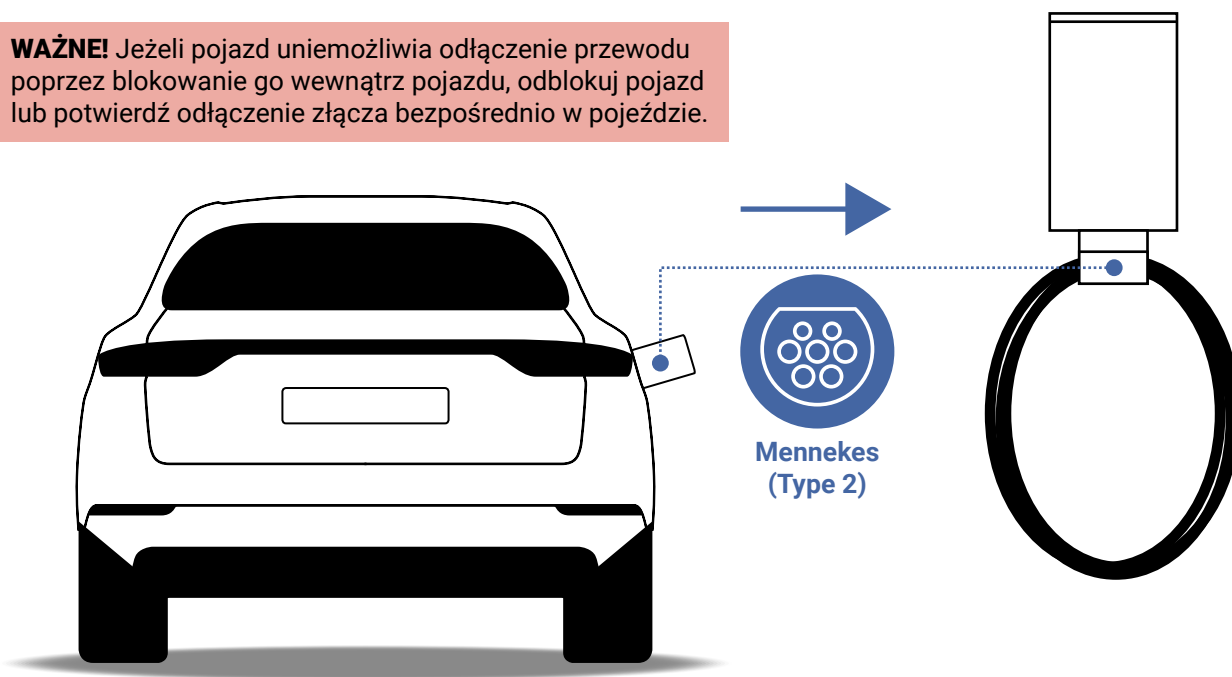 WAŻNE! Jeżeli pojazd uniemożliwia odłączenie przewodu
poprzez blokowanie go wewnątrz pojazdu, odblokuj pojazd
lub potwierdź odłączenie złącza bezpośrednio w pojeździe.
Mennekes
(Type 2)